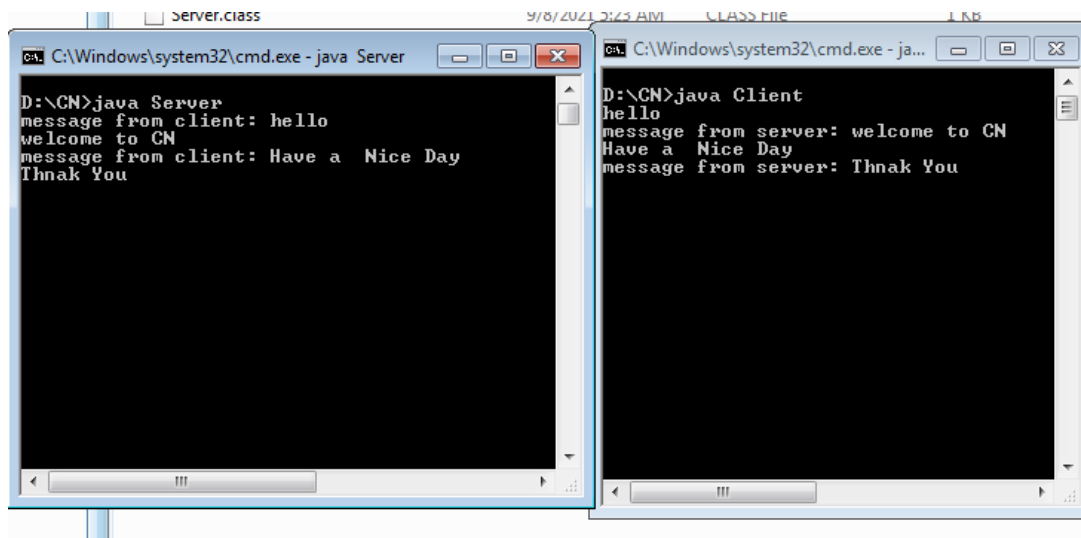 Server.class 9/8/2021 5:23 AM CLASS File 1 KB
C:\Windows\system32\cmd.exe - java Server
D:\CN>java Server
message from client: hello
welcome to CN
message from client: Have a  Nice Day
Thnak You
C:\Windows\system32\cmd.exe - ja...
D:\CN>java Client
hello
message from server: welcome to CN
Have a  Nice Day
message from server: Thnak You